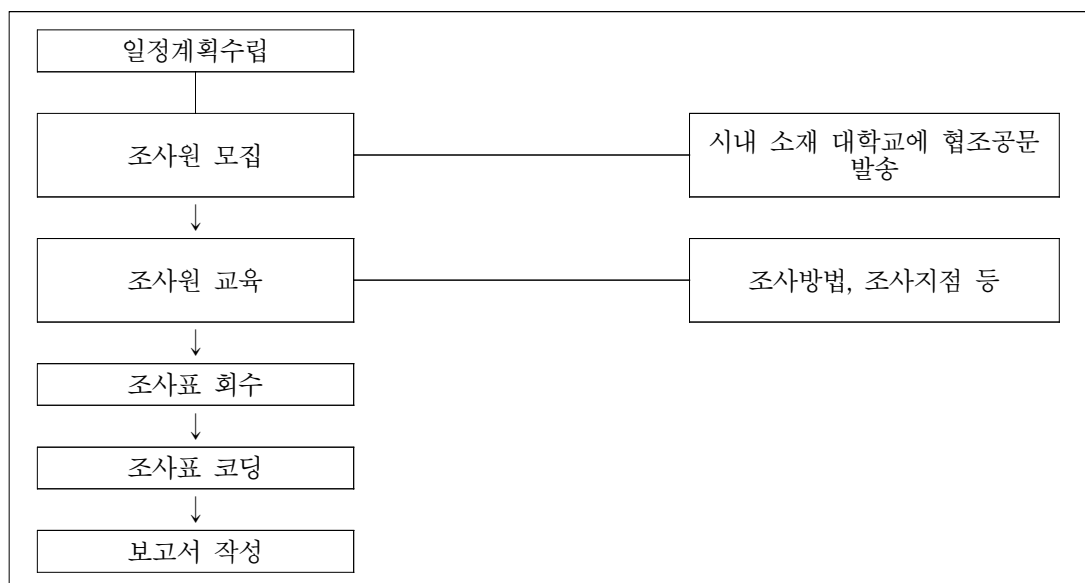 일정계획수립
조사원 모집
시내 소재 대학교에 협조공문
발송
↓
조사원 교육
조사방법, 조사지점 등
↓
조사표 회수
↓
조사표 코딩
↓
보고서 작성